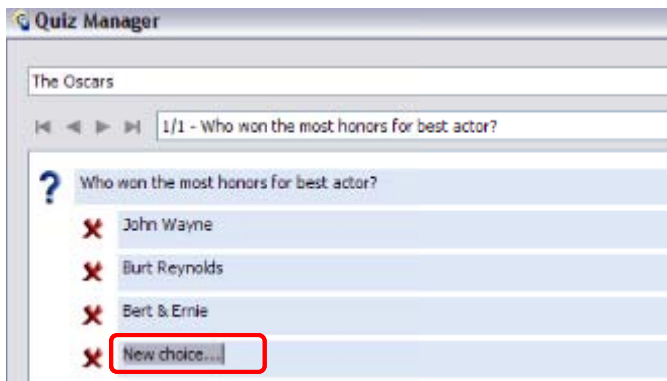 Quiz Manager
The Oscars
1/1 - Who won the most honors for best actor?
Who won the most honors for best actor?
John Wayne
Burt Reynolds
Bert & Ernie
New choice...